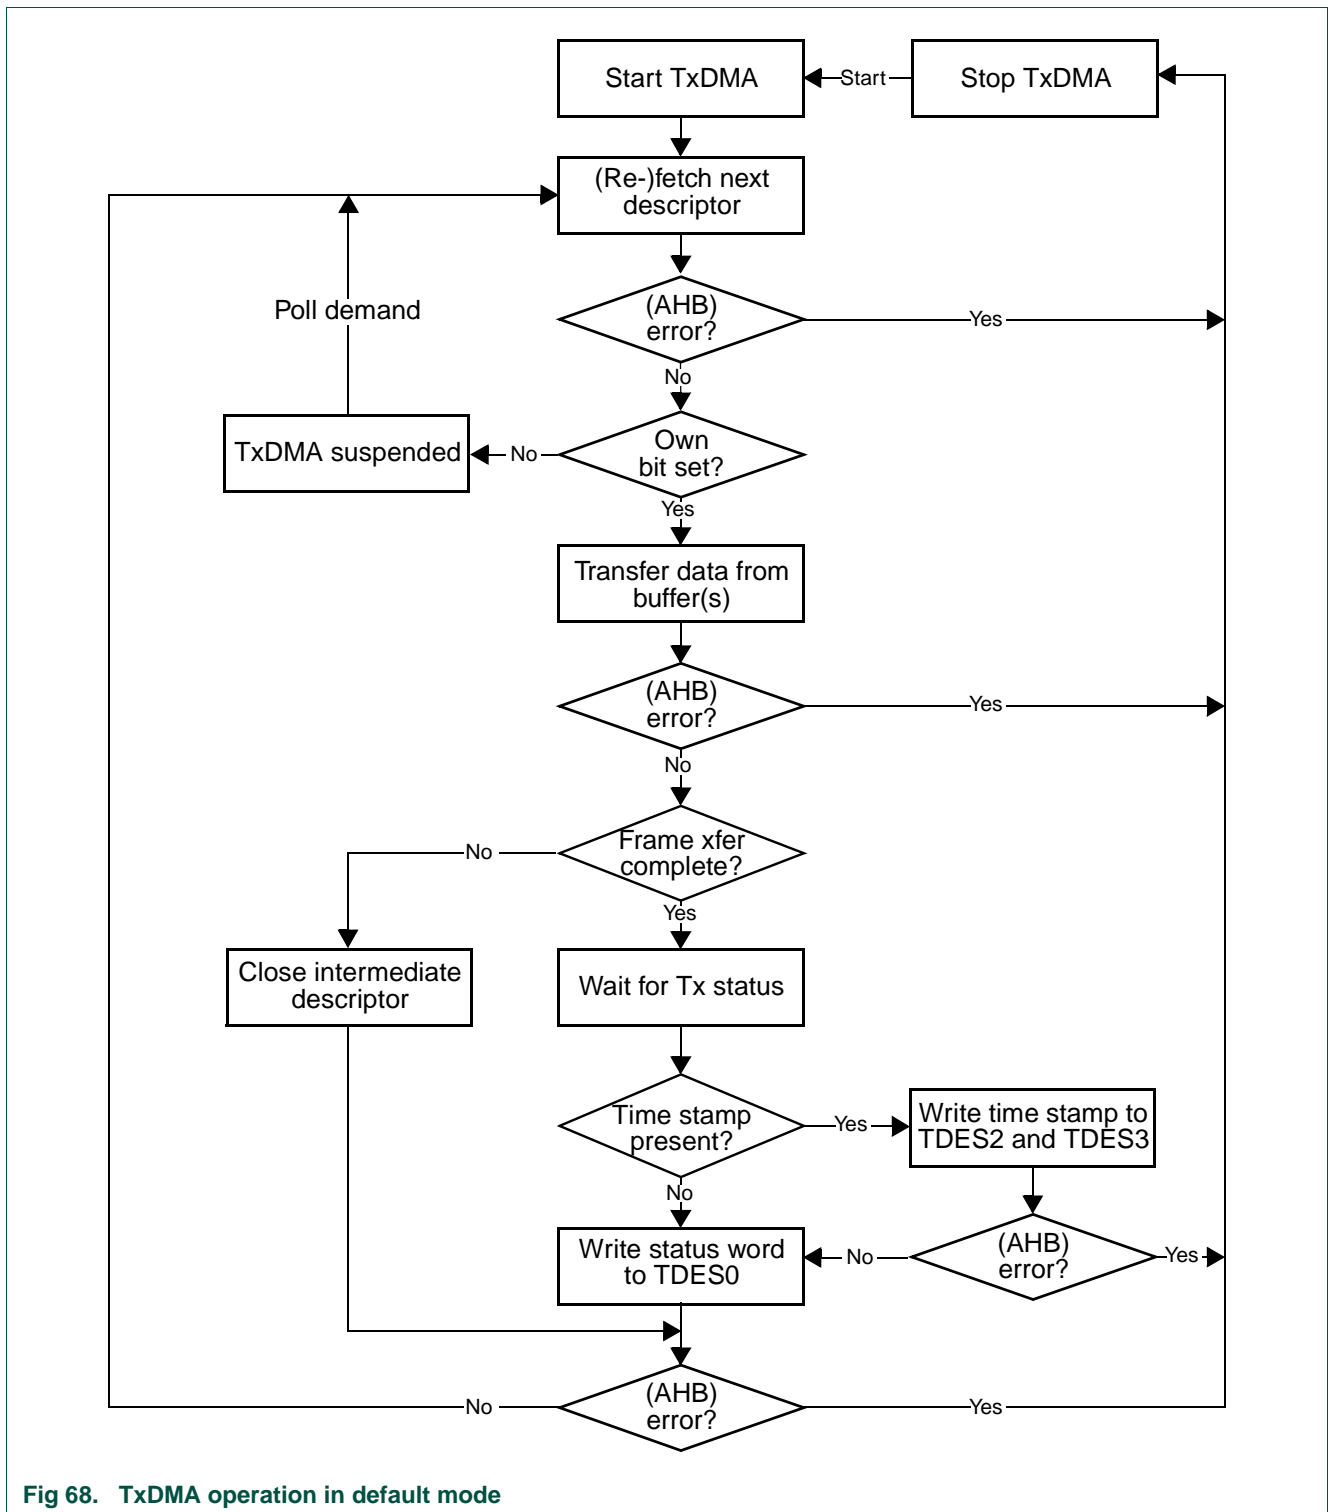 Start TxDMA
Start
Stop TxDMA
(Re-)fetch next
descriptor
Poll demand
(AHB)
error?
Yes
No
TxDMA suspended
No
Own
bit set?
Yes
Transfer data from
buffer(s)
(AHB)
error?
Yes
No
No
Frame xfer
complete?
Yes
Close intermediate
descriptor
Wait for Tx status
Time stamp
present?
Yes
Write time stamp to
TDES2 and TDES3
No
Write status word
to TDES0
No
(AHB)
error?
Yes
No
(AHB)
error?
Yes
Fig 68. TxDMA operation in default mode